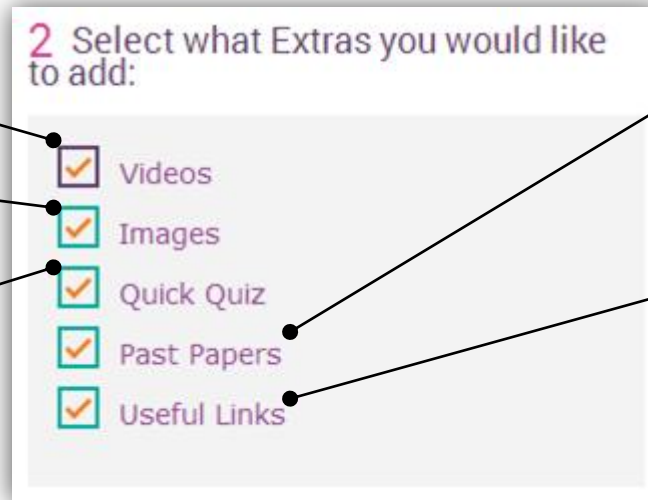 2 Select what Extras you would like
to add:
Videos
Images
Quick Quiz
Past Papers
Useful Links